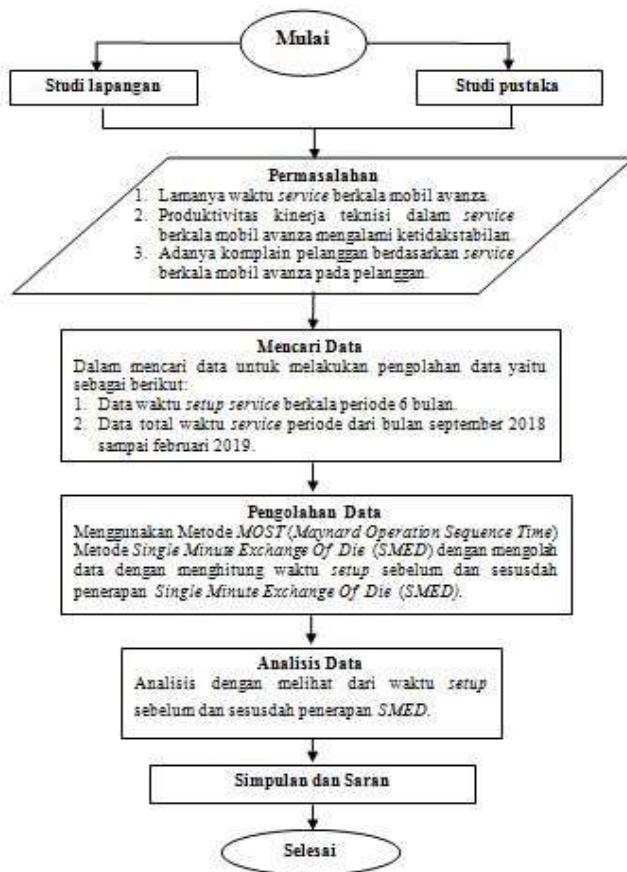 Mulai
Studi lapangan
Studi pustaka
Permasalahan
1. Lamanya waktu service berkala mobil avanza.
2. Produktivitas kinerja teknisi dalam service
berkala mobil avanza mengalami ketidakstabilan.
3. Adanya komplain pelanggan berdasarkan service
berkala mobil avanza pada pelanggan.
Mencari Data
Dalam mencari data untuk melakukan pengolahan data yaitu
sebagai berikut:
1. Data waktu setup service berkala periode 6 bulan.
2. Data total waktu service periode dari bulan september 2018
sampai februari 2019.
Pengolahan Data
Menggunakan Metode MOST (Maynard Operation Sequence Time)
Metode Single Minute Exchange Of Die (SMED) dengan mengolah
data dengan menghitung waktu setup sebelum dan sesusdah
penerapan Single Minute Exchange Of Die (SMED).
Analisis Data
Analisis dengan melihat dari waktu setup
sebelum dan sesusdah penerapan SMED.
Simpulan dan Saran
Selesai